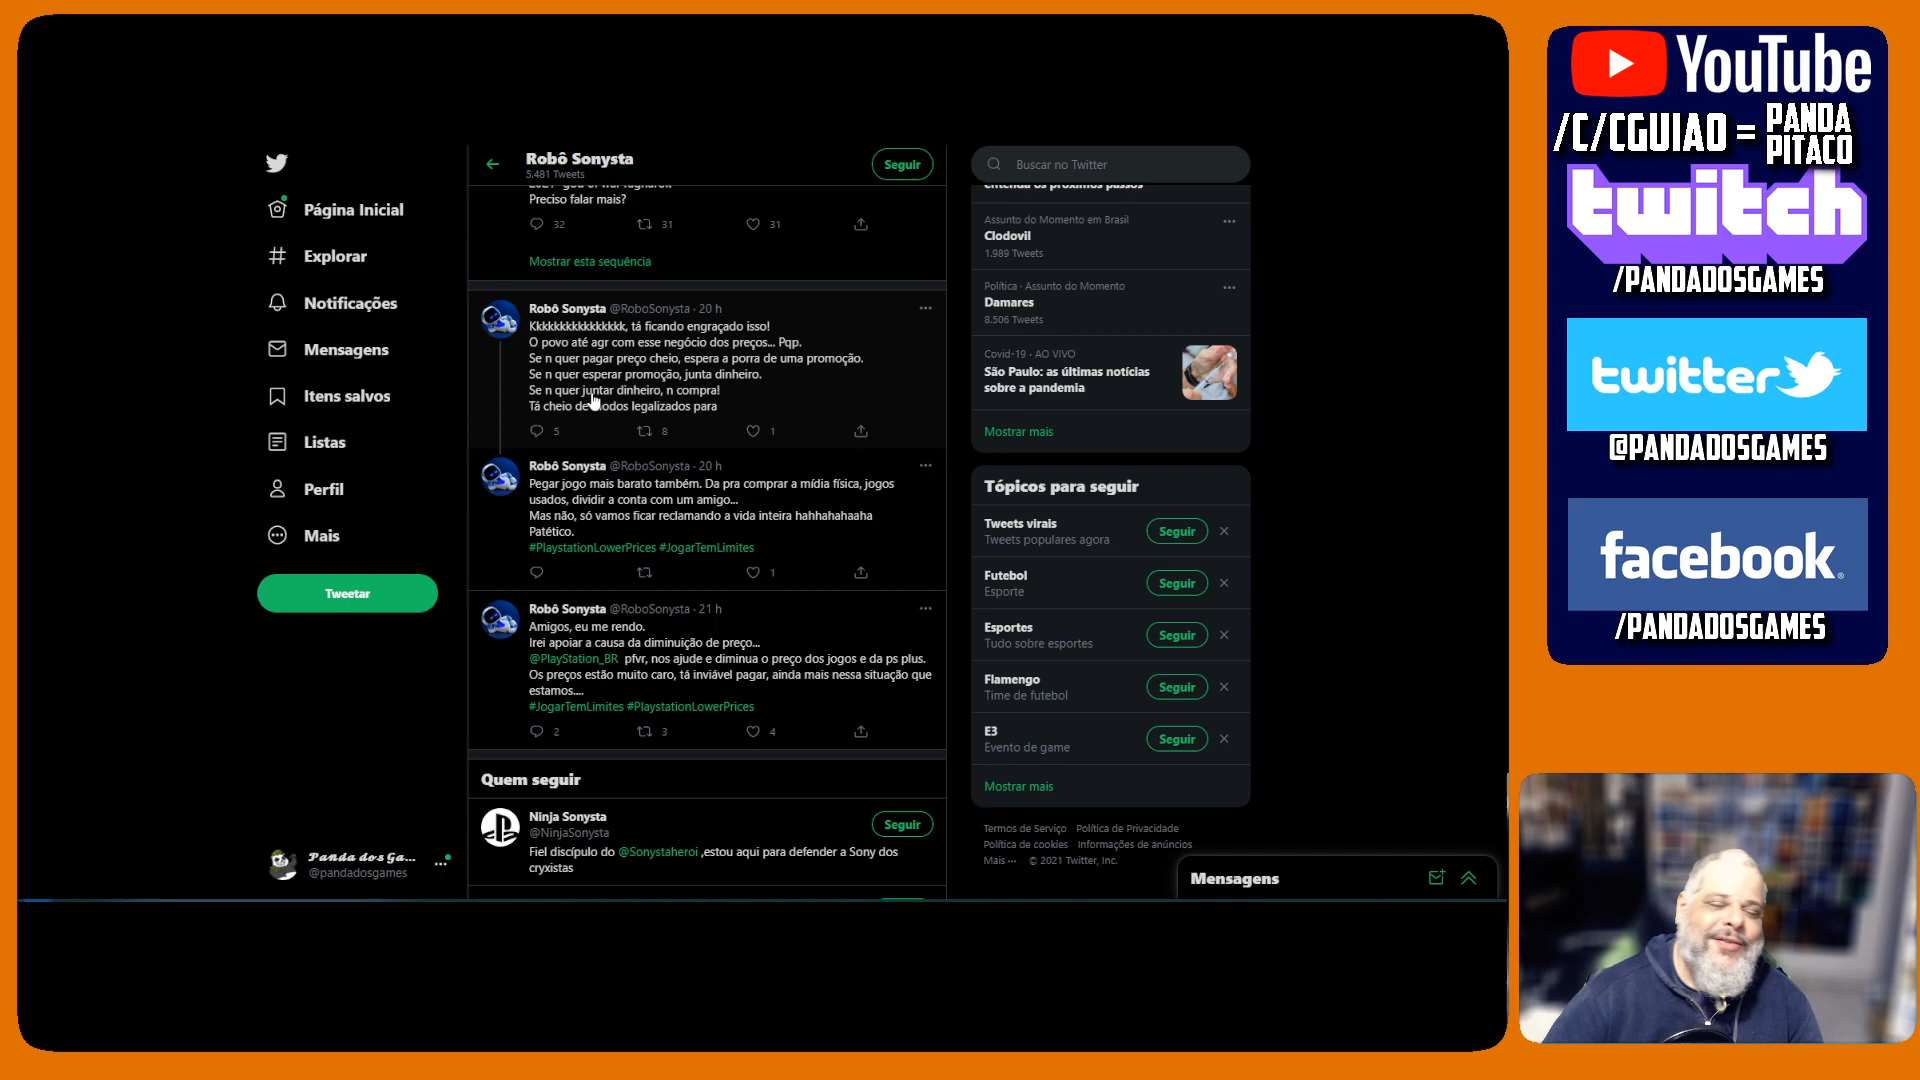 Página Inicial
Explorar
Notificações
Mensagens
Itens salvos
Listas
Perfil
Mais
Tweetar
Panda dos Ga...
@pandadosgames
Robô Sonysta
5.481 Tweets
Seguir
Preciso falar mais?
32 31 31
Mostrar esta sequência
Robô Sonysta @RoboSonysta · 20 h
Kkkkkkkkkkkkkkkk, tá ficando engraçado isso!
O povo até agr com esse negócio dos preços... Pqp.
Se n quer pagar preço cheio, espera a porra de uma promoção.
Se n quer esperar promoção, junta dinheiro.
Se n quer juntar dinheiro, n compra!
Tá cheio de legalizados para
5 8 1
Robô Sonysta @RoboSonysta · 20 h
Pegar jogo mais barato também. Da pra comprar a mídia física, jogos
usados, dividir a conta com um amigo...
Mas não, só vamos ficar reclamando a vida inteira hahhahahaaha
Patético.
#PlaystationLowerPrices #JogarTemLimites
1
Robô Sonysta @RoboSonysta · 21 h
Amigos, eu me rendo.
Irei apoiar a causa da diminuição de preço...
@PlayStation_BR pfvr, nos ajude e diminua o preço dos jogos e da ps plus.
Os preços estão muito caro, tá inviável pagar, ainda mais nessa situação que
estamos....
#JogarTemLimites #PlaystationLowerPrices
2 3 4
Quem seguir
Ninja Sonysta
@NinjaSonysta
Seguir
Fiel discípulo do @Sonystaheroi ,estou aqui para defender a Sony dos
cryxistas
Buscar no Twitter
entenda os próximos passos
Assunto do Momento em Brasil
Clodovil
1.989 Tweets
Política · Assunto do Momento
Damares
8.506 Tweets
Covid-19 · AO VIVO
São Paulo: as últimas notícias
sobre a pandemia
Mostrar mais
Tópicos para seguir
Tweets virais
Tweets populares agora
Seguir
Futebol
Esporte
Seguir
Esportes
Tudo sobre esportes
Seguir
Flamengo
Time de futebol
Seguir
E3
Evento de game
Seguir
Mostrar mais
Termos de Serviço Política de Privacidade
Política de cookies Informações de anúncios
Mais ··· © 2021 Twitter, Inc.
Mensagens
YouTube
/C/CGUIAO = PANDA
PITACO
twitch
/PANDADOSGAMES
twitter
@PANDADOSGAMES
facebook.
/PANDADOSGAMES